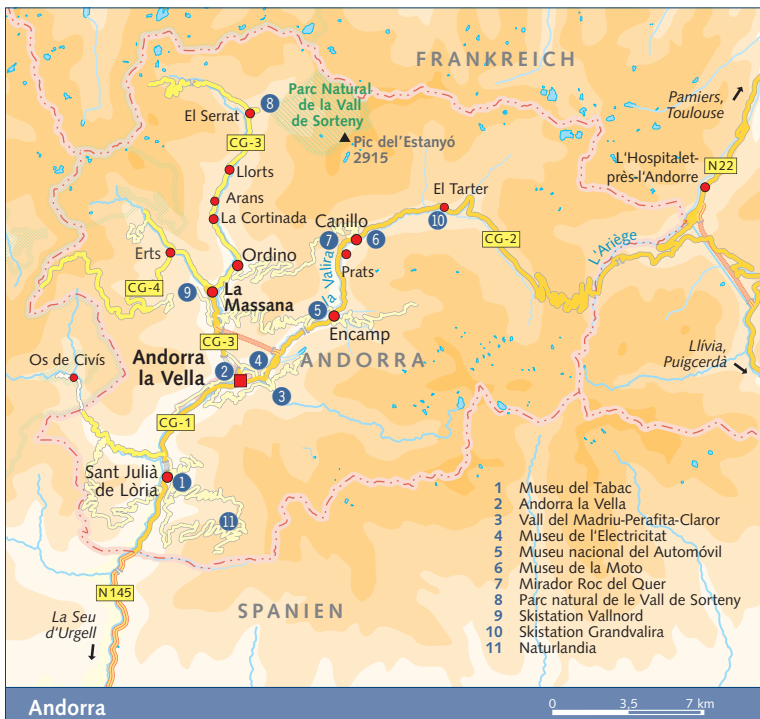 FRANKREICH
Parc Natural
de la Vall
de Sorteny
Pamiers,
Toulouse
8
El Serrat
CG-3
Pic del'Estanyó
2915
L'Hospitalet-
près-l'Andorre
N22
Llorts
Arans
La Cortinada
El Tarter
10
Canillo
7
6
CG-2
L'Ariège
Erts
Ordino
Prats
La Valira
CG-4
9
La
Massana
5
Encamp
CG-3
Llívia,
Puigcerdà
Os de Civís
Andorra
la Vella
2
4
ANDORRA
3
CG-1
Sant Julià
de Lòria
1
11
1 Museu del Tabac
2 Andorra la Vella
3 Vall del Madriu-Perafita-Claror
4 Museu de l'Electricitat
5 Museu nacional del Automóvil
6 Museu de la Moto
7 Mirador Roc del Quer
8 Parc natural de le Vall de Sorteny
9 Skistation Vallnord
10 Skistation Grandvalira
11 Naturlandia
N145
SPANIEN
La Seu
d'Urgell
Andorra
0 3,5 7 km